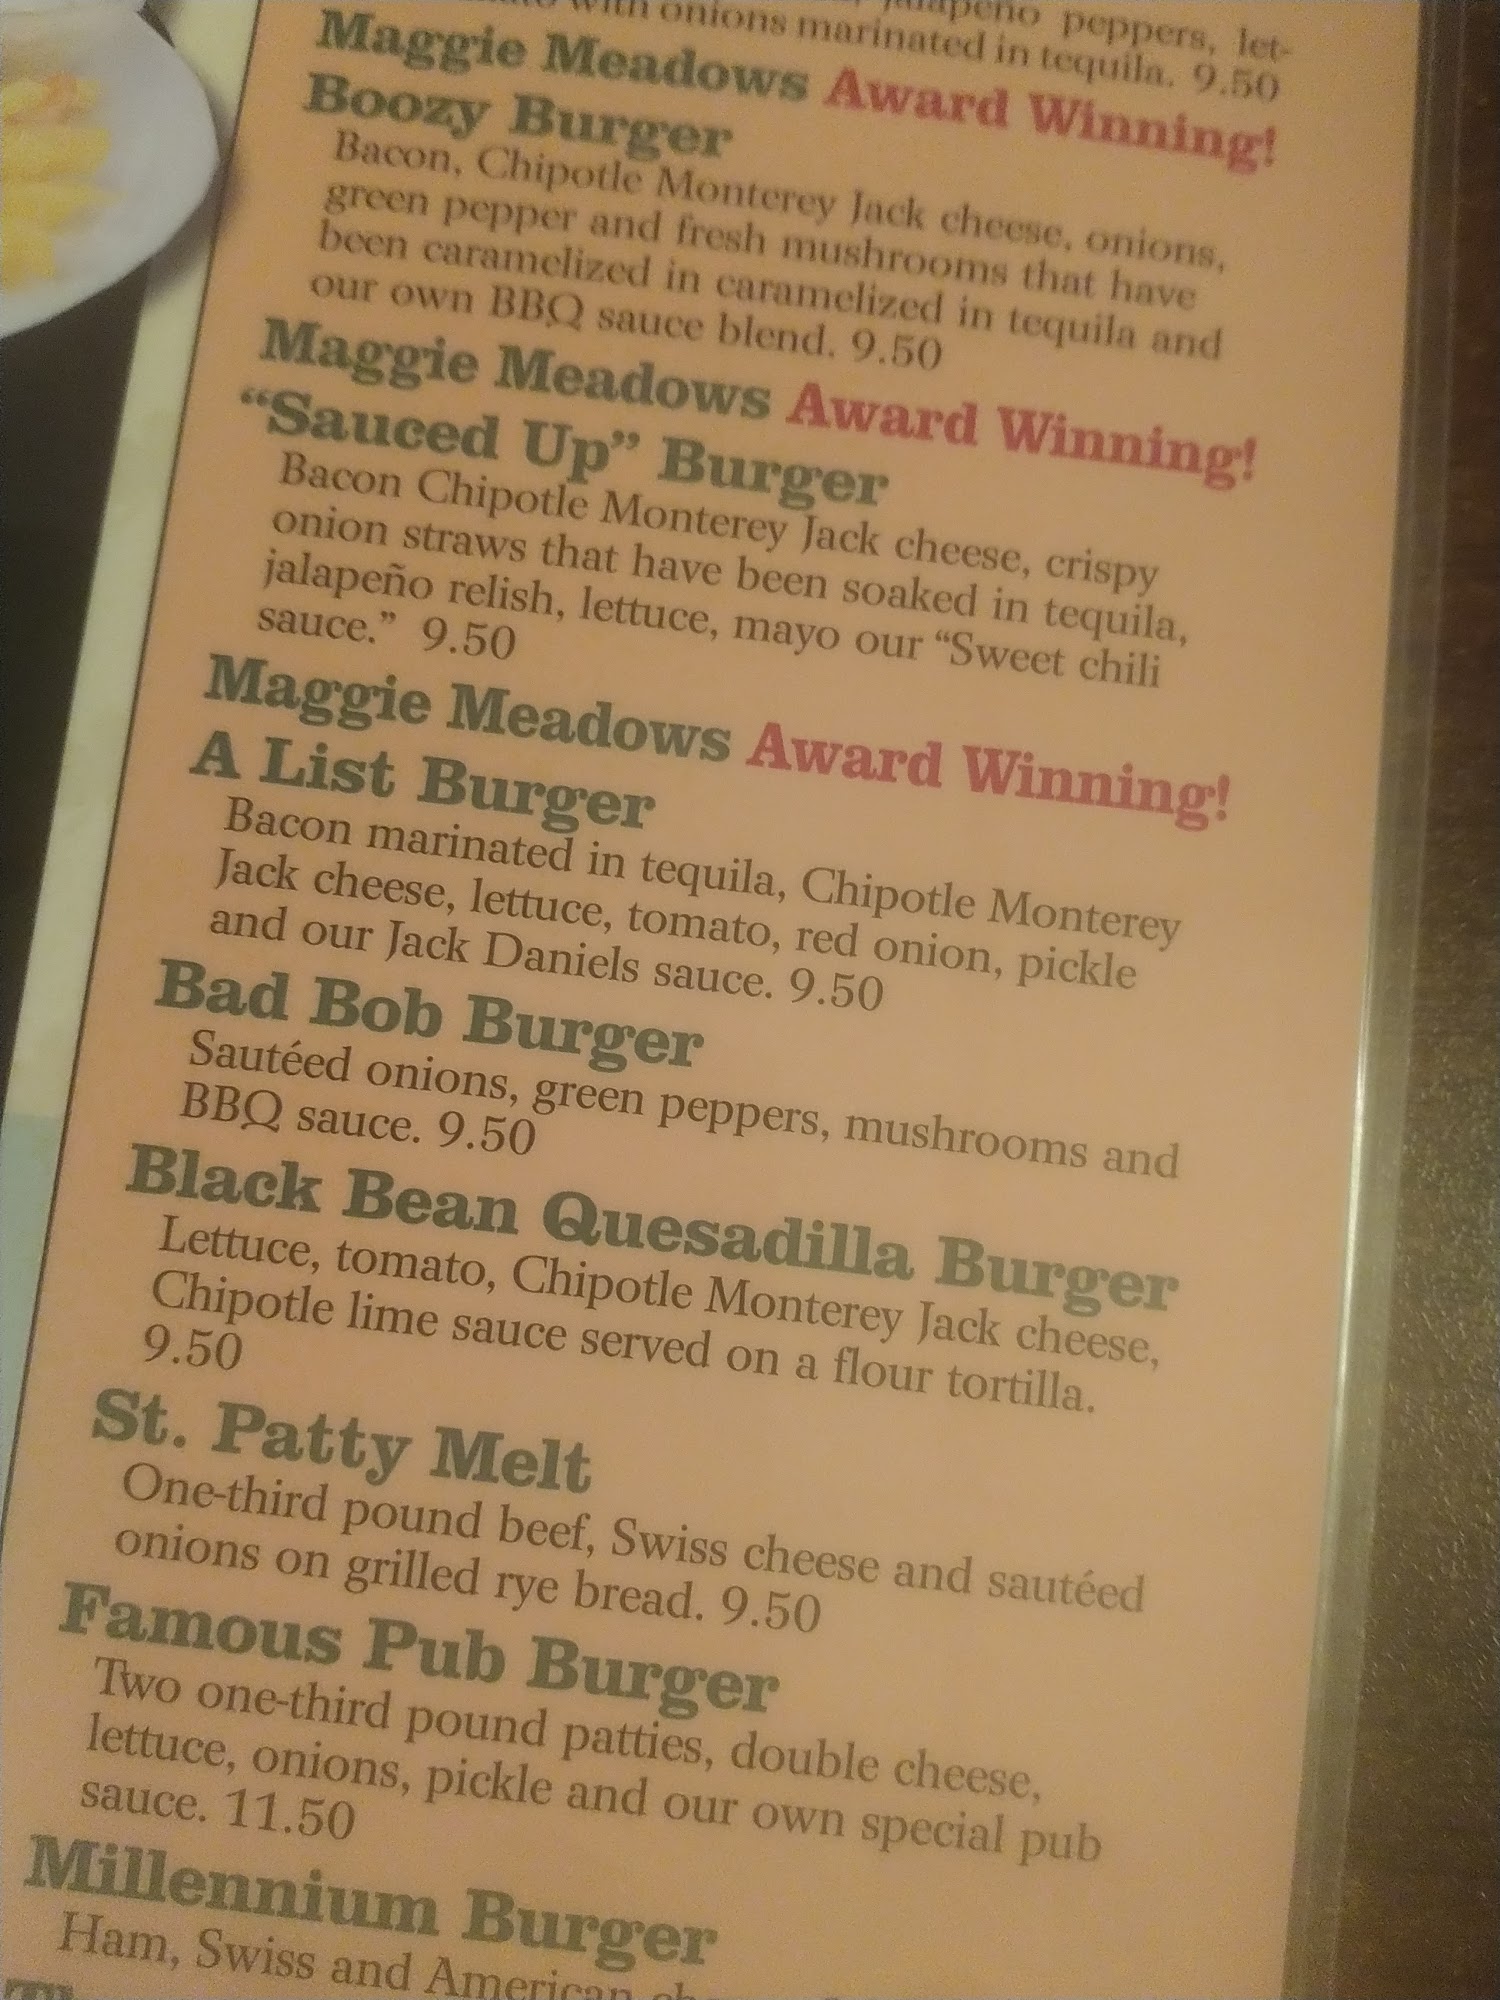 with onions marinated in tequila. 9.50
peppers, let-
Maggie Meadows Award Winning!
Boozy Burger
Bacon, Chipotle Monterey Jack cheese, onions,
green pepper and fresh mushrooms that have
been caramelized in caramelized in tequila and
our own BBQ sauce blend. 9.50
Maggie Meadows Award Winning!
“Sauced Up” Burger
Bacon Chipotle Monterey Jack cheese, crispy
onion straws that have been soaked in tequila,
jalapeño relish, lettuce, mayo our “Sweet chili
sauce.” 9.50
Maggie Meadows Award Winning!
A List Burger
Bacon marinated in tequila, Chipotle Monterey
Jack cheese, lettuce, tomato, red onion, pickle
and our Jack Daniels sauce. 9.50
Bad Bob Burger
Sautéed onions, green peppers, mushrooms and
BBQ sauce. 9.50
Black Bean Quesadilla Burger
Lettuce, tomato, Chipotle Monterey Jack cheese,
Chipotle lime sauce served on a flour tortilla.
9.50
St. Patty Melt
One-third pound beef, Swiss cheese and sautéed
onions on grilled rye bread. 9.50
Famous Pub Burger
Two one-third pound patties, double cheese,
lettuce, onions, pickle and our own special pub
sauce. 11.50
Millennium Burger
Ham, Swiss and American